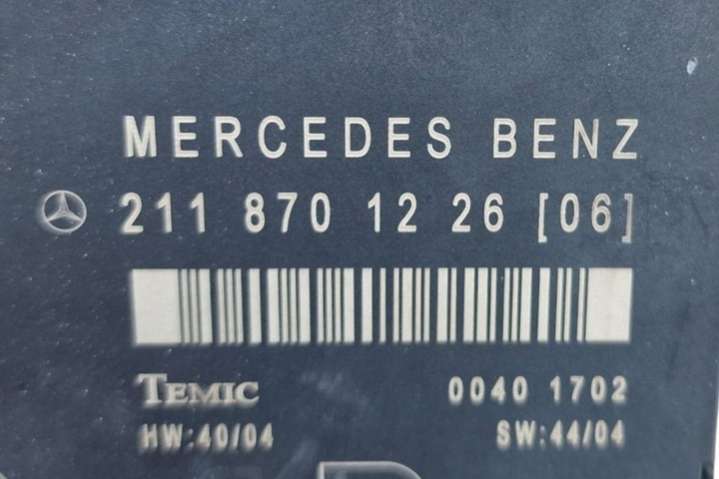 MERCEDES BENZ
211 870 12 26 [06]
TEMIC 0040 1702
HW:40/04 SW:44/04